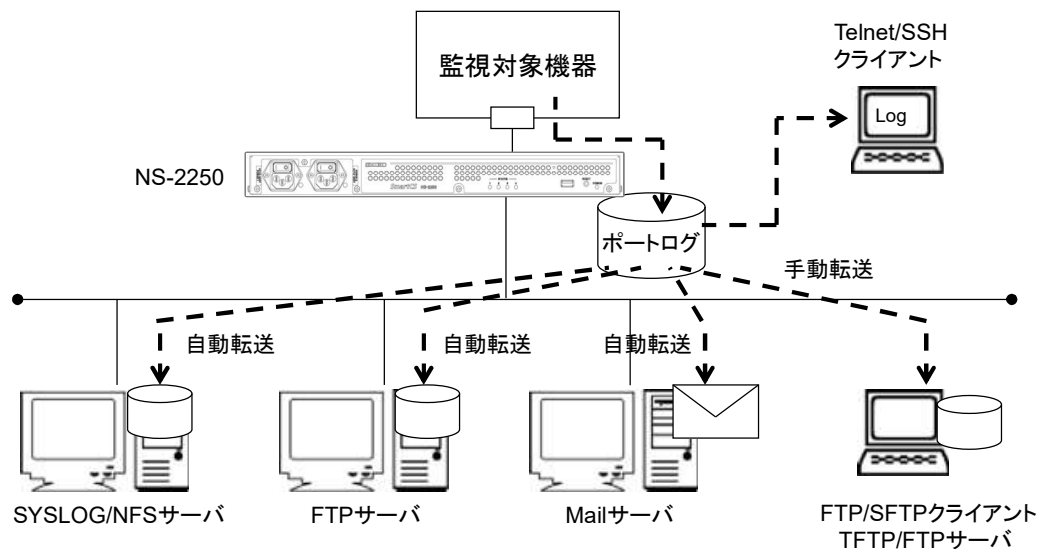 監視対象機器
Telnet/SSH
クライアント
Log
NS-2250
SmartCS NS-2250
ポートログ
手動転送
自動転送
自動転送
自動転送
SYSLOG/NFSサーバ
FTPサーバ
Mailサーバ
FTP/SFTPクライアント
TFTP/FTPサーバ